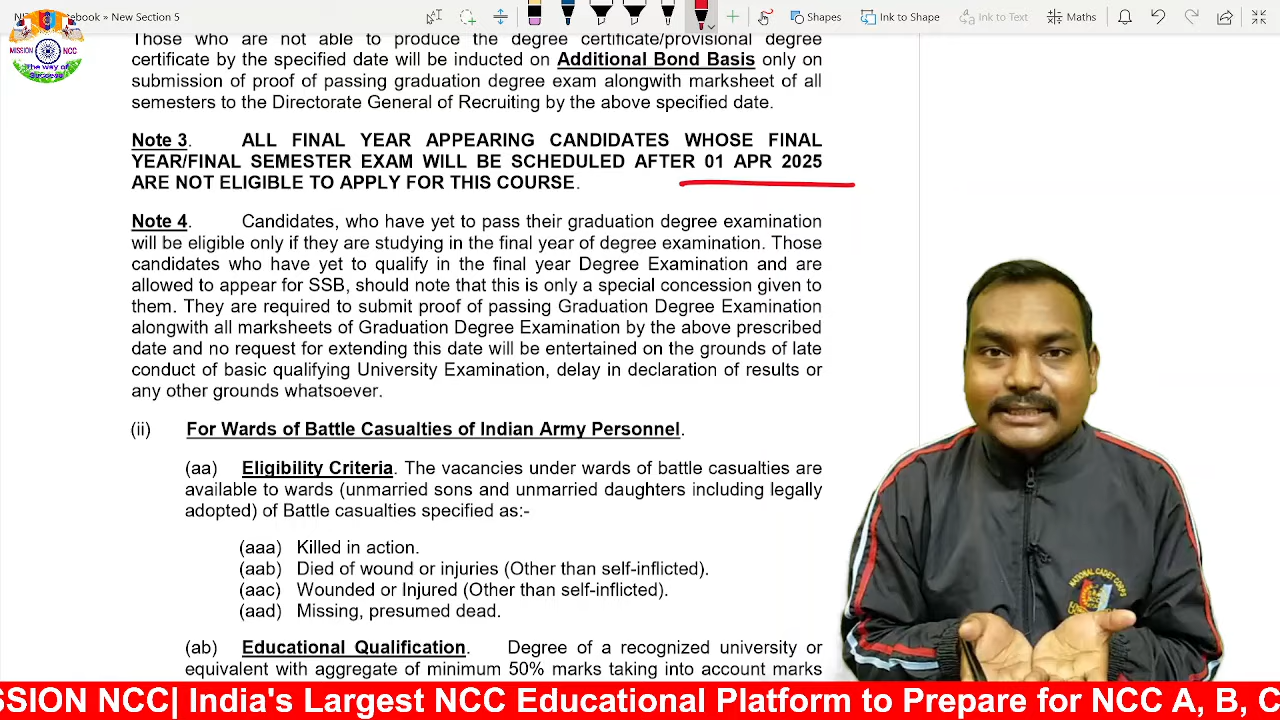 Notebook » New Section 5
Shapes
Ink to Shape
Ink to Text
Maths
MISSION NCC
The way of
Success
Those who are not able to produce the degree certificate/provisional degree
certificate by the specified date will be inducted on Additional Bond Basis only on
submission of proof of passing graduation degree exam alongwith marksheet of all
semesters to the Directorate General of Recruiting by the above specified date.
Note 3. ALL FINAL YEAR APPEARING CANDIDATES WHOSE FINAL
YEAR/FINAL SEMESTER EXAM WILL BE SCHEDULED AFTER 01 APR 2025
ARE NOT ELIGIBLE TO APPLY FOR THIS COURSE.
Note 4. Candidates, who have yet to pass their graduation degree examination
will be eligible only if they are studying in the final year of degree examination. Those
candidates who have yet to qualify in the final year Degree Examination and are
allowed to appear for SSB, should note that this is only a special concession given to
them. They are required to submit proof of passing Graduation Degree Examination
alongwith all marksheets of Graduation Degree Examination by the above prescribed
date and no request for extending this date will be entertained on the grounds of late
conduct of basic qualifying University Examination, delay in declaration of results or
any other grounds whatsoever.
(ii) For Wards of Battle Casualties of Indian Army Personnel.
(aa) Eligibility Criteria. The vacancies under wards of battle casualties are
available to wards (unmarried sons and unmarried daughters including legally
adopted) of Battle casualties specified as:-
(aaa) Killed in action.
(aab) Died of wound or injuries (Other than self-inflicted).
(aac) Wounded or Injured (Other than self-inflicted).
(aad) Missing, presumed dead.
(ab) Educational Qualification. Degree of a recognized university or
equivalent with aggregate of minimum 50% marks taking into account marks
NATIONAL CADET CORPS
NCC
SSION NCC| India's Largest NCC Educational Platform to Prepare for NCC A, B, C